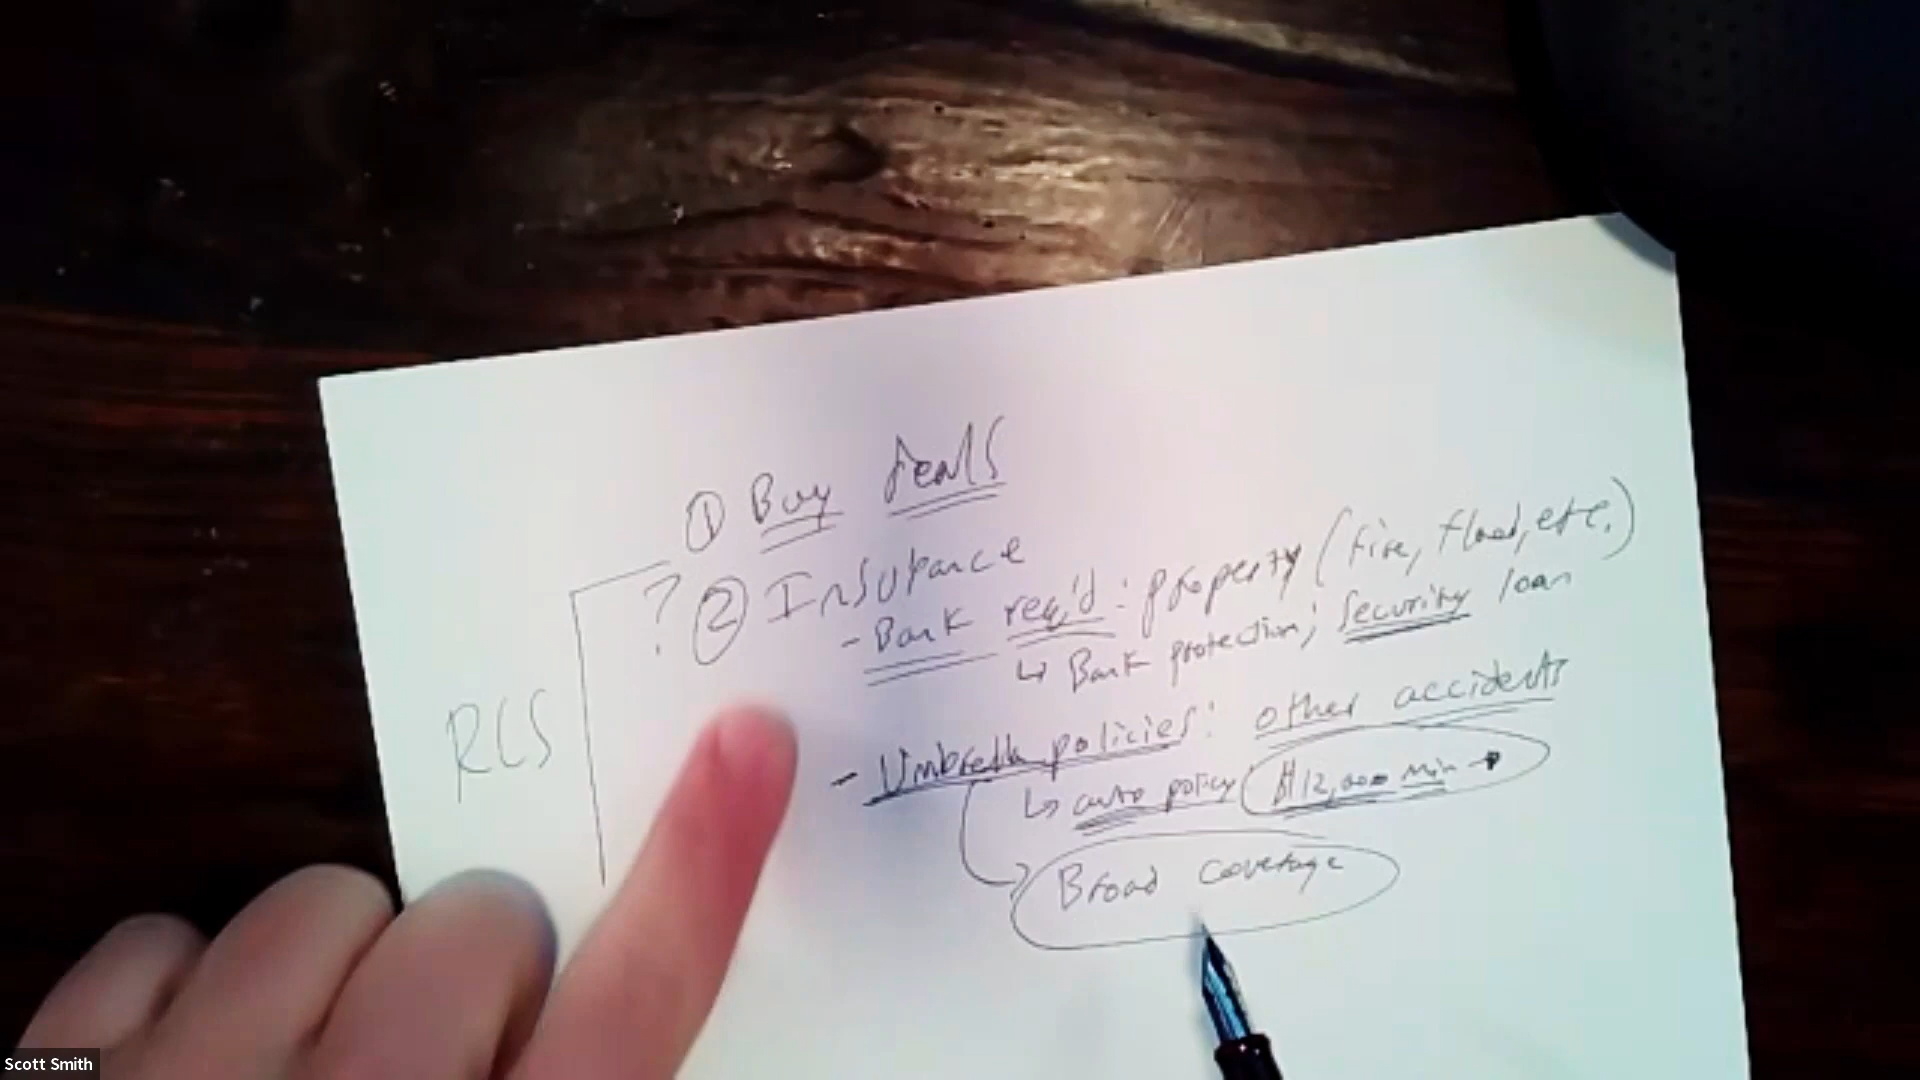 ① Buy deals
? ② Insurance
- Bank req'd: property (fire, flood, etc.)
↳ Bank protection; security loan
RLS
- Umbrella policies: other accidents
↳ auto policy $12,000 min →
Broad coverage
Scott Smith